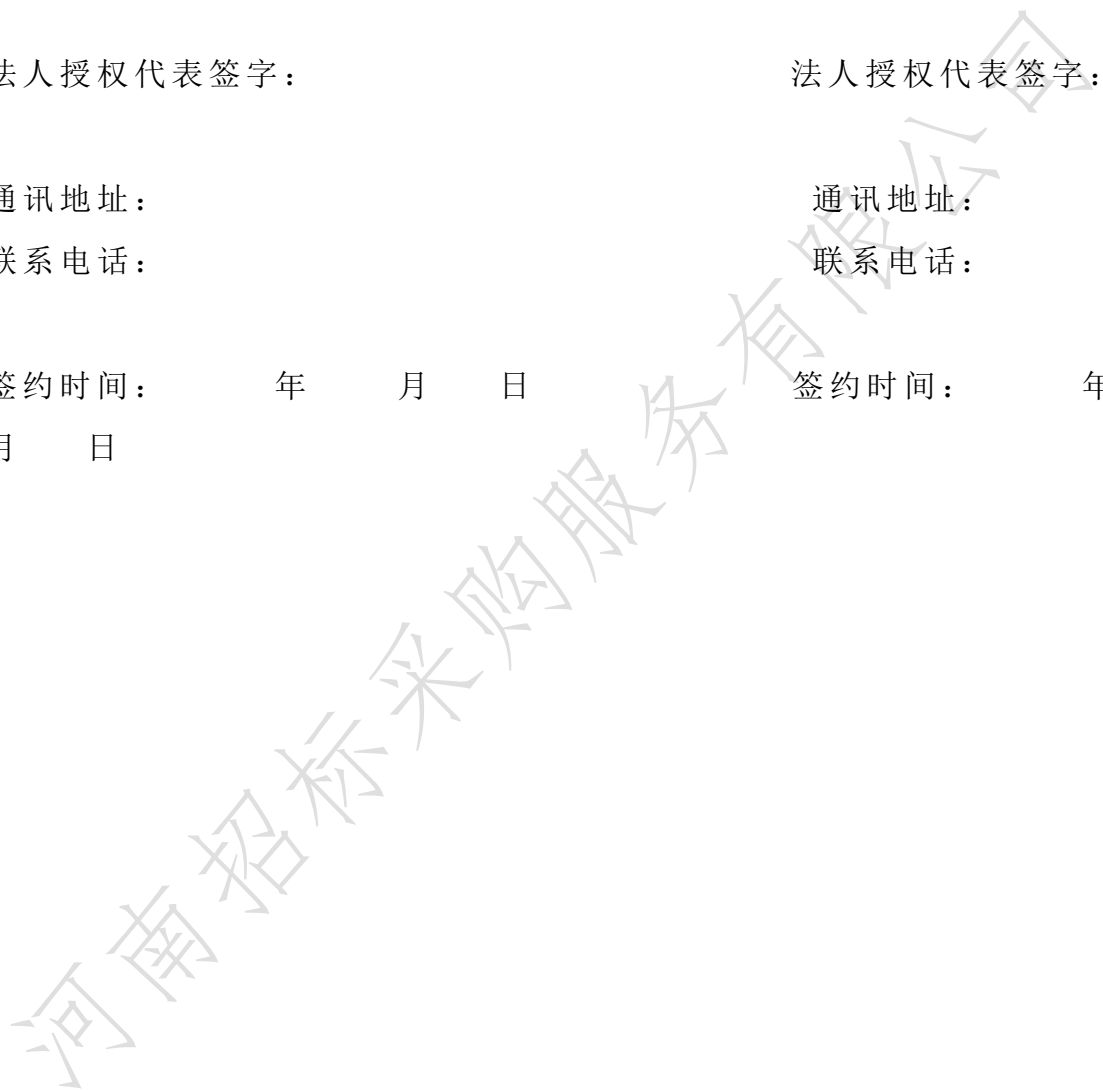 法人授权代表签字： 法人授权代表签字：
通讯地址： 通讯地址：
联系电话： 联系电话：
签约时间： 年 月 日 签约时间： 年
月 日
河南招标采购服务有限公司